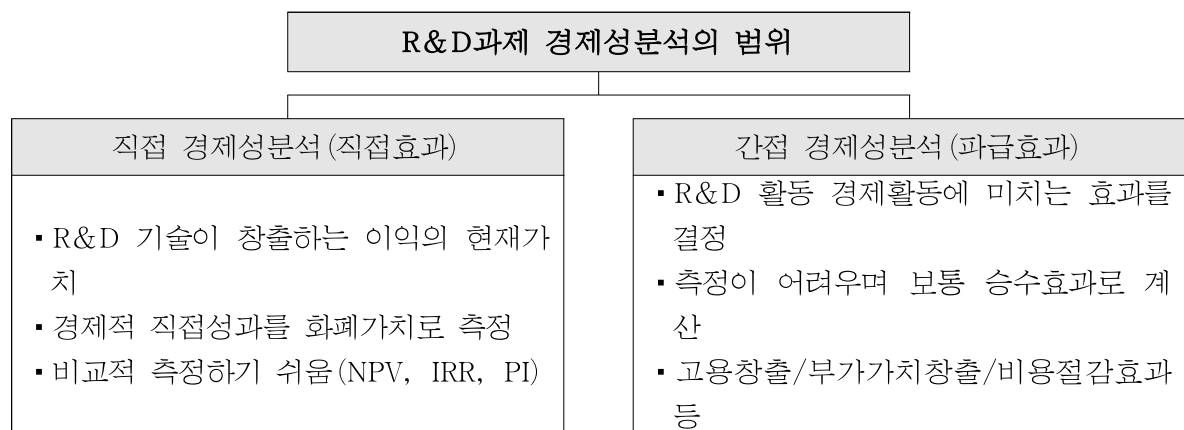 R&D과제 경제성분석의 범위
직접 경제성분석(직접효과)
▪R&D 기술이 창출하는 이익의 현재가
치
▪경제적 직접성과를 화폐가치로 측정
▪비교적 측정하기 쉬움(NPV, IRR, PI)
간접 경제성분석(파급효과)
▪R&D 활동 경제활동에 미치는 효과를
결정
▪측정이 어려우며 보통 승수효과로 계
산
▪고용창출/부가가치창출/비용절감효과
등